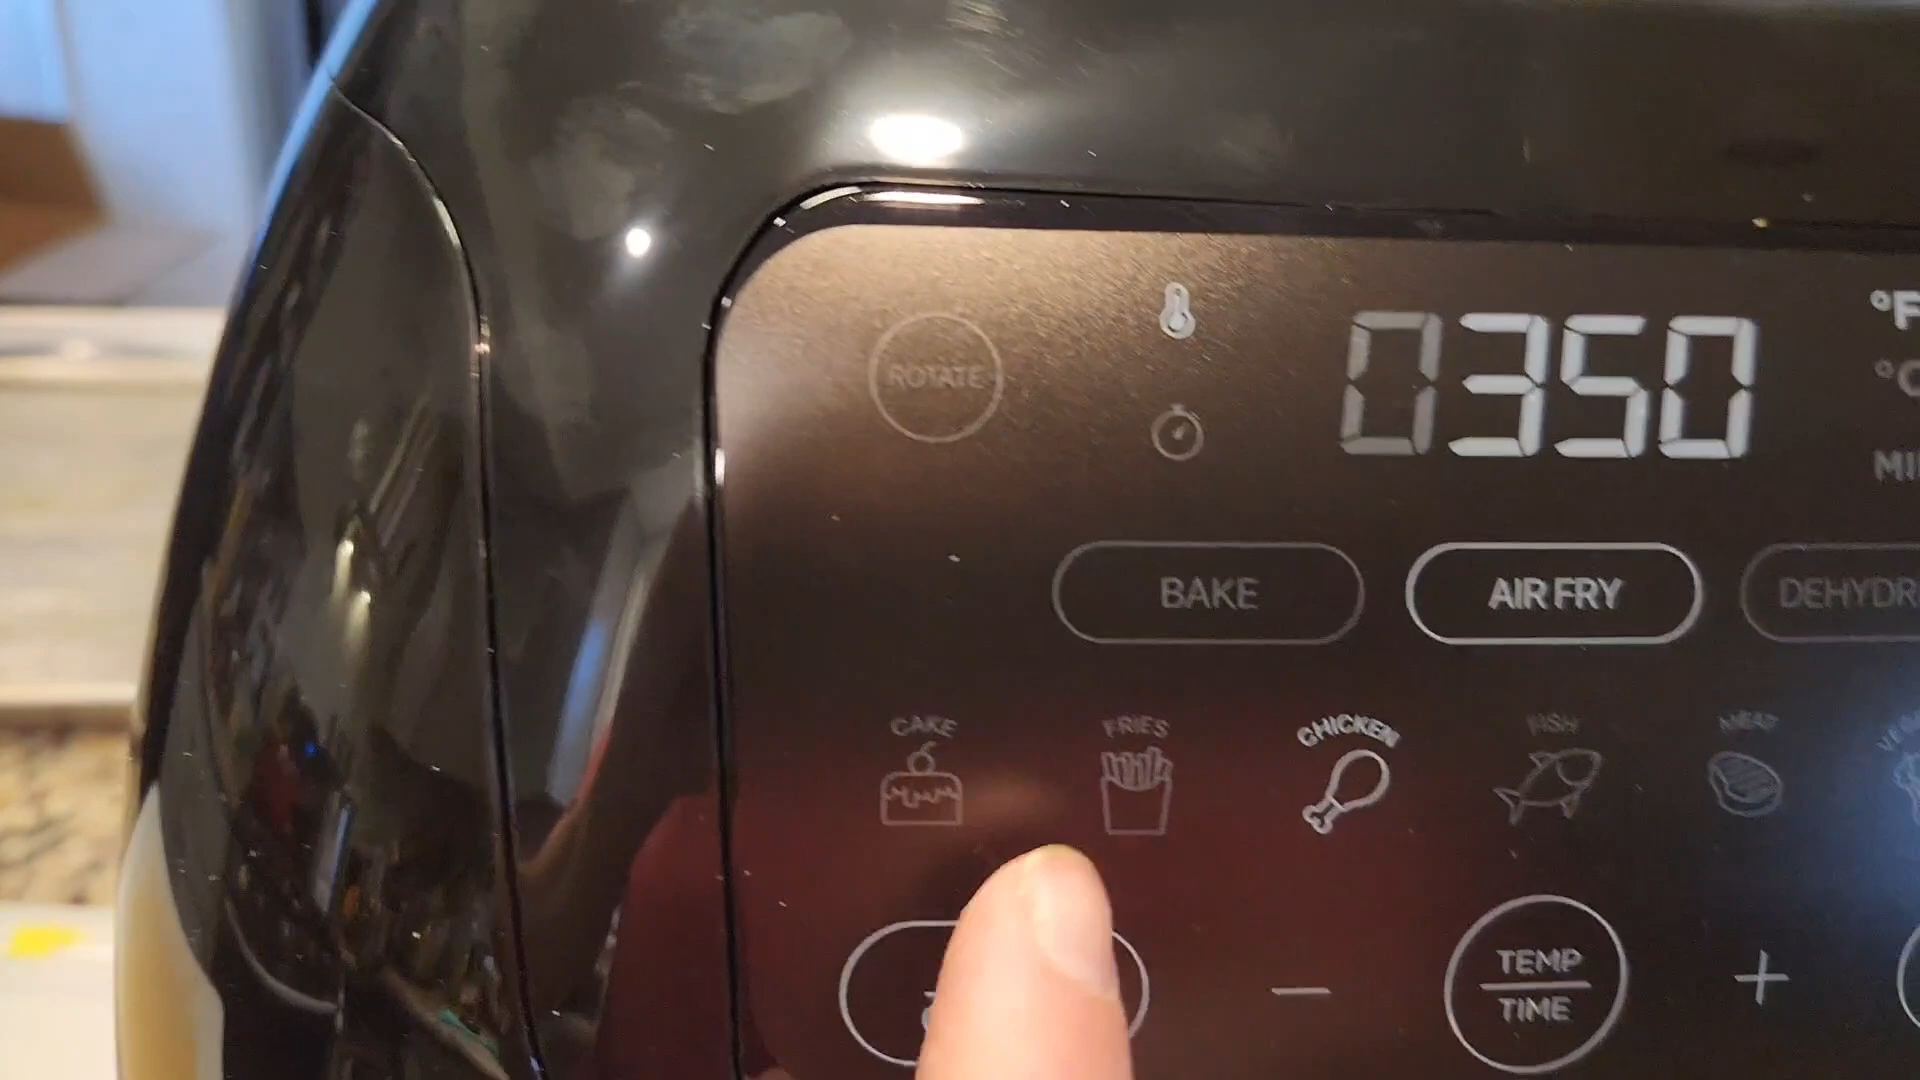 ROTATE
0350
°F
°C
BAKE
AIR FRY
CAKE
FRIES
CHICKEN
FISH
MEAT
TEMP
TIME